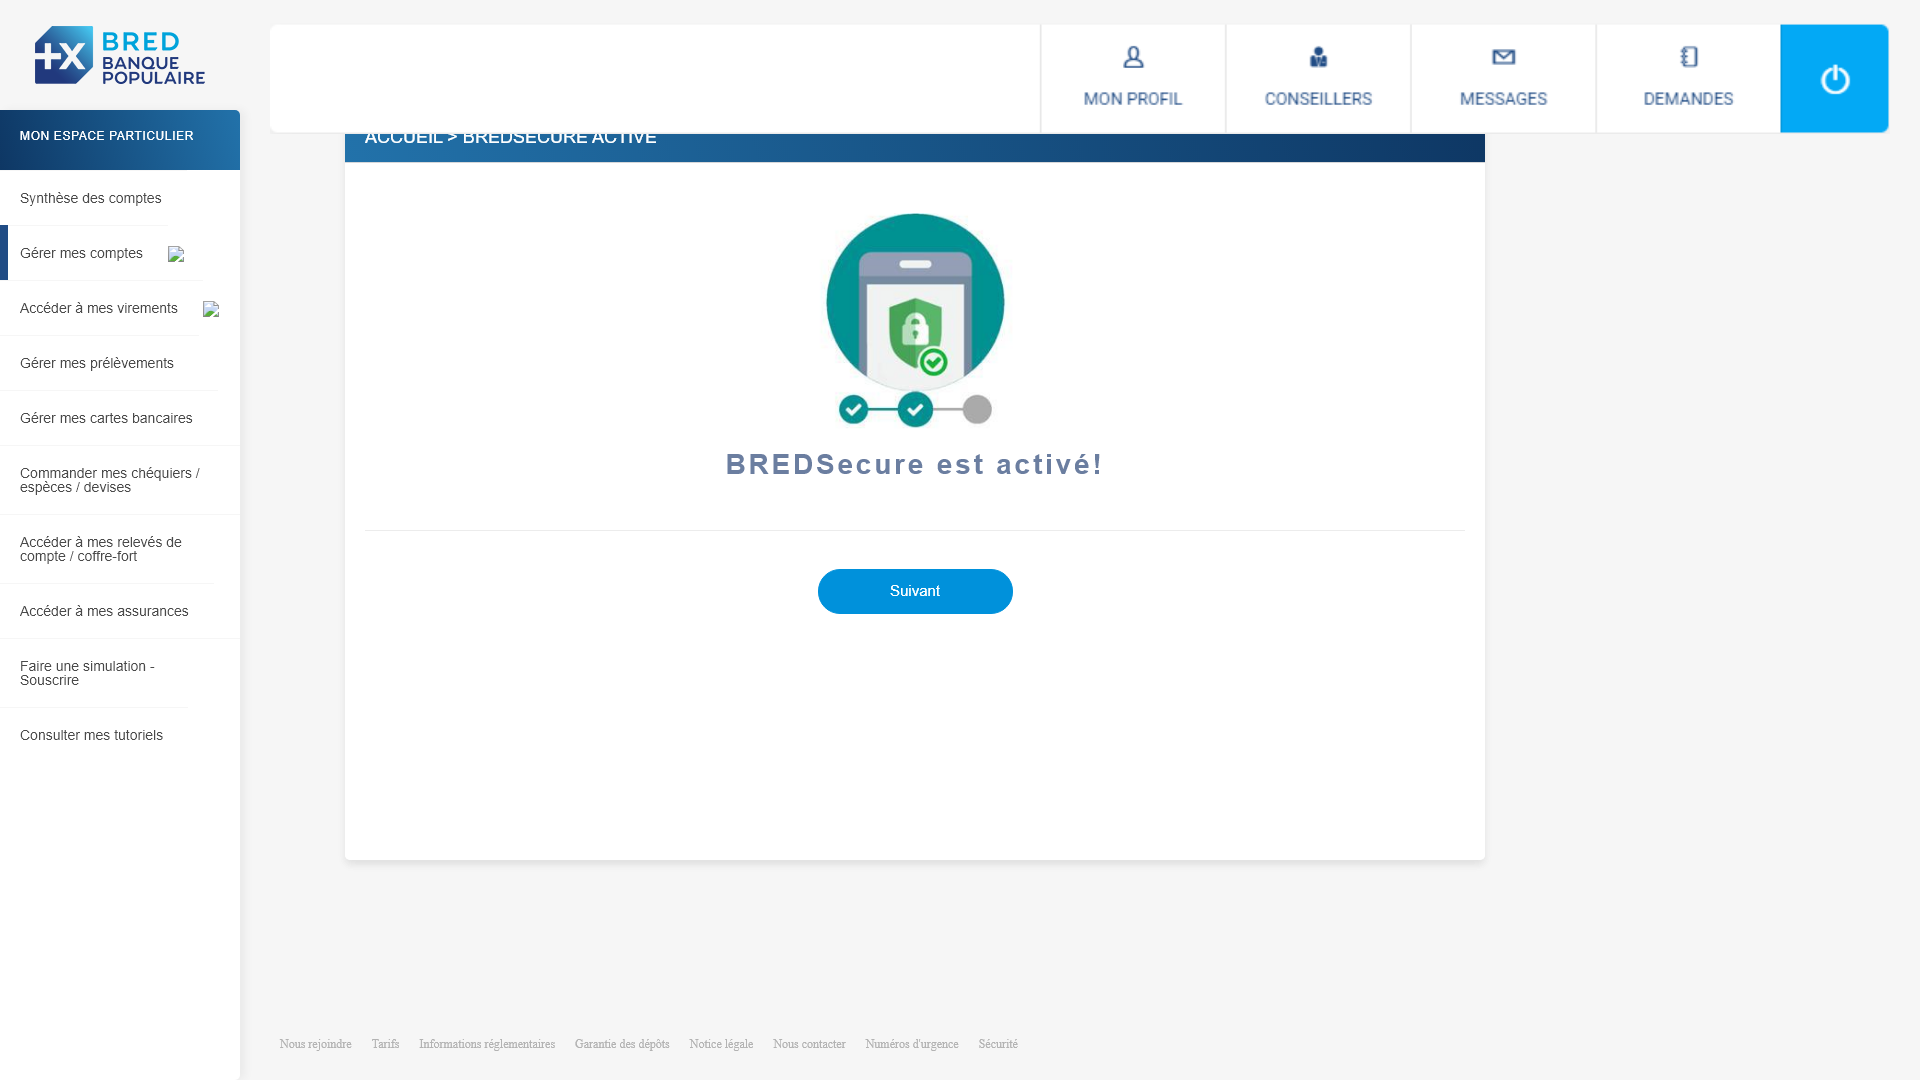 BRED
BANQUE
POPULAIRE
MON PROFIL
CONSEILLERS
MESSAGES
DEMANDES
MON ESPACE PARTICULIER
ACCUEIL > BREDSECURE ACTIVE
Synthèse des comptes
Gérer mes comptes
Accéder à mes virements
Gérer mes prélèvements
Gérer mes cartes bancaires
Commander mes chéquiers /
espèces / devises
Accéder à mes relevés de
compte / coffre-fort
Accéder à mes assurances
Faire une simulation -
Souscrire
Consulter mes tutoriels
BREDSecure est activé!
Suivant
Nous rejoindre Tarifs Informations réglementaires Garantie des dépôts Notice légale Nous contacter Numéros d'urgence Sécurité